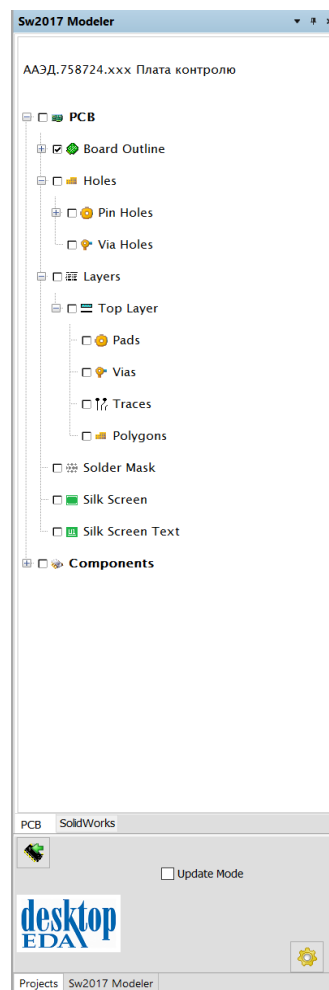 Sw2017 Modeler
ААЭД.758724.xxx Плата контролю
PCB
Board Outline
Holes
Pin Holes
Via Holes
Layers
Top Layer
Pads
Vias
Traces
Polygons
Solder Mask
Silk Screen
Silk Screen Text
Components
PCB SolidWorks
Update Mode
desktop
EDA
Projects Sw2017 Modeler